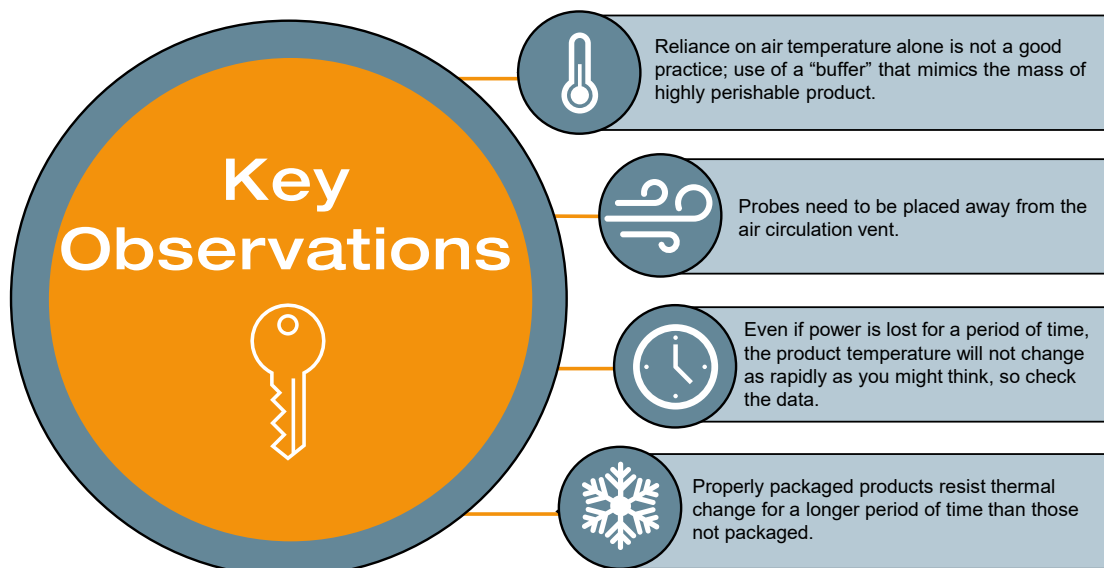 Key
Observations
Reliance on air temperature alone is not a good
practice; use of a “buffer” that mimics the mass of
highly perishable product.
Probes need to be placed away from the
air circulation vent.
Even if power is lost for a period of time,
the product temperature will not change
as rapidly as you might think, so check
the data.
Properly packaged products resist thermal
change for a longer period of time than those
not packaged.